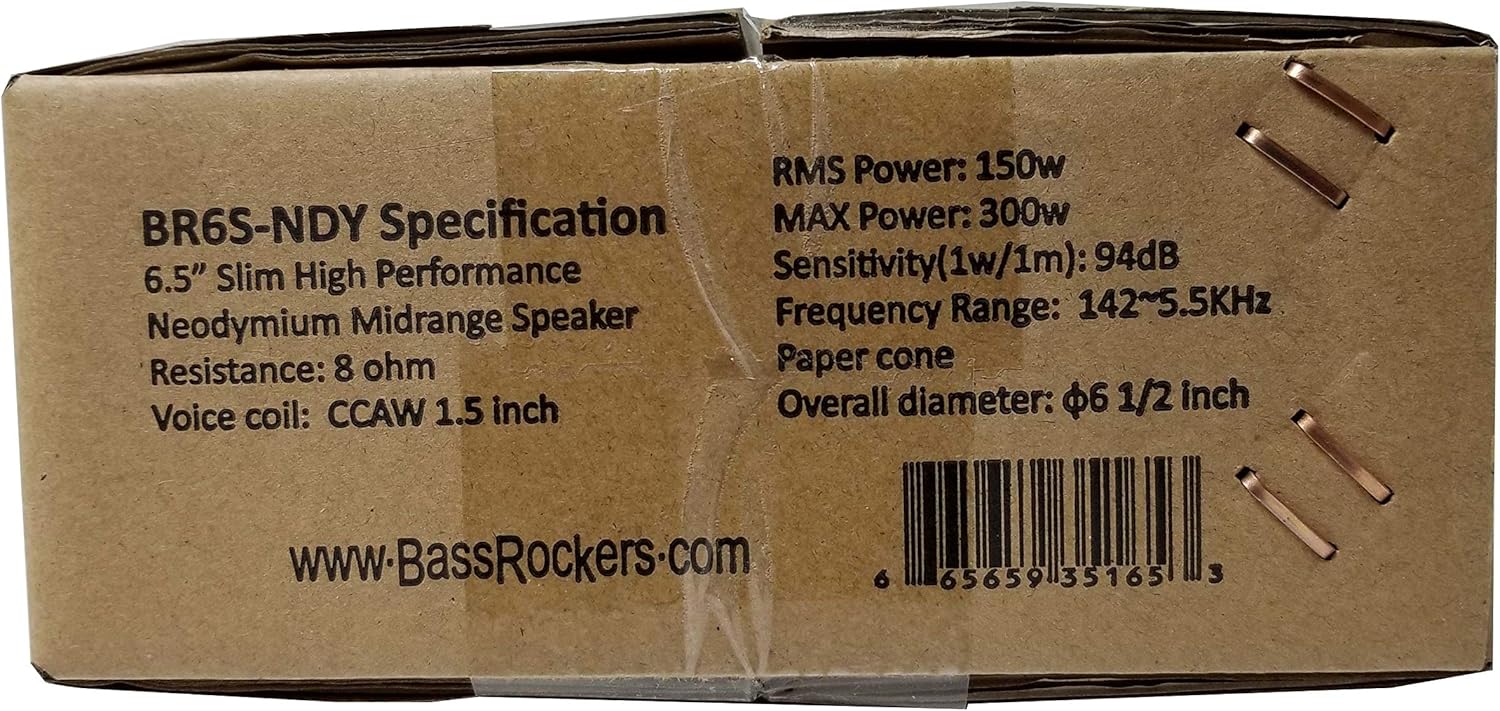 BR6S-NDY Specification
6.5” Slim High Performance
Neodymium Midrange Speaker
Resistance: 8 ohm
Voice coil: CCAW 1.5 inch
RMS Power: 150w
MAX Power: 300w
Sensitivity(1w/1m): 94dB
Frequency Range: 142~5.5KHz
Paper cone
Overall diameter: ф6 1/2 inch
www.BassRockers.com
6 65659 35165 3